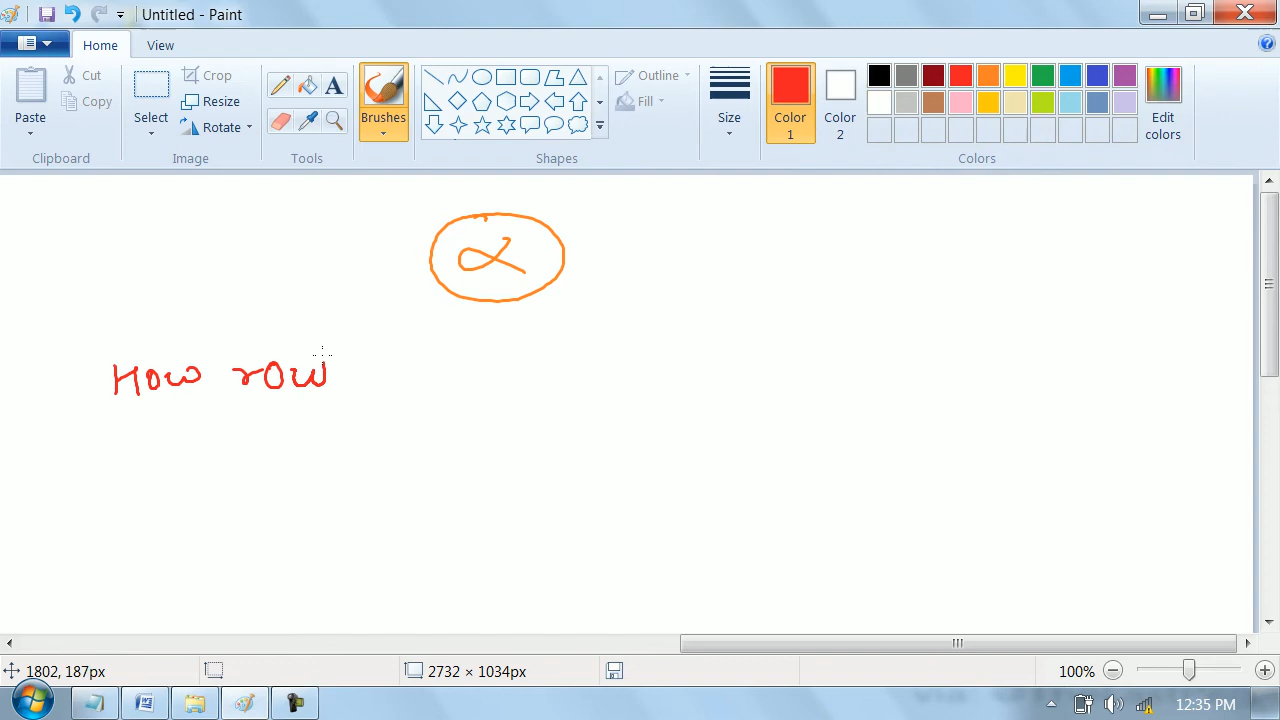 Untitled - Paint
Home View
Cut
Copy
Paste
Clipboard
Select
Crop
Resize
Rotate
Image
Tools
Brushes
Shapes
Outline
Fill
Size
Color 1
Color 2
Edit colors
Colors
α
How row
1802, 187px
2732 × 1034px
100%
12:35 PM